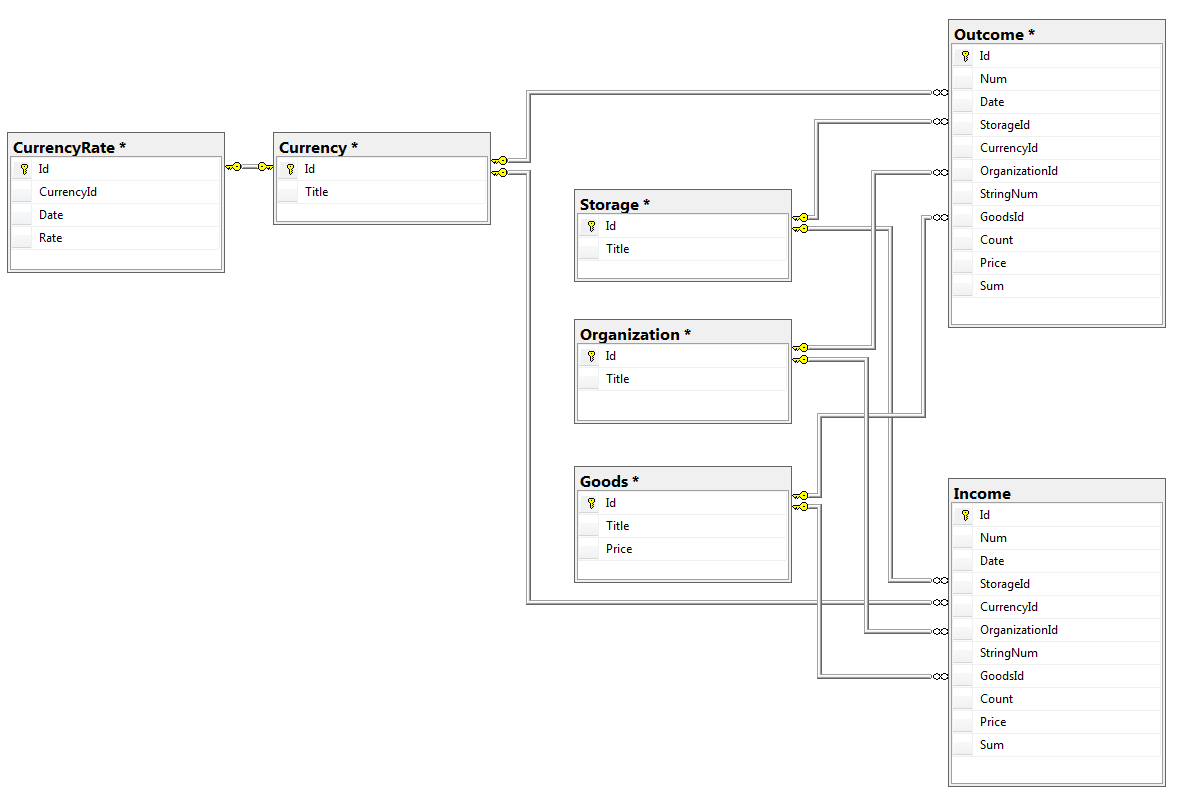 CurrencyRate *
Id
CurrencyId
Date
Rate
Currency *
Id
Title
Storage *
Id
Title
Organization *
Id
Title
Goods *
Id
Title
Price
Outcome *
Id
Num
Date
StorageId
CurrencyId
OrganizationId
StringNum
GoodsId
Count
Price
Sum
Income
Id
Num
Date
StorageId
CurrencyId
OrganizationId
StringNum
GoodsId
Count
Price
Sum